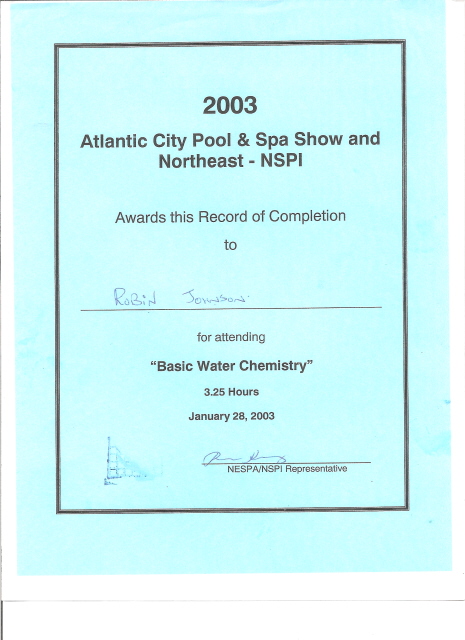 2003
Atlantic City Pool & Spa Show and
Northeast - NSPI
Awards this Record of Completion
to
Robin Johnson
for attending
“Basic Water Chemistry”
3.25 Hours
January 28, 2003
NESPA/NSPI Representative